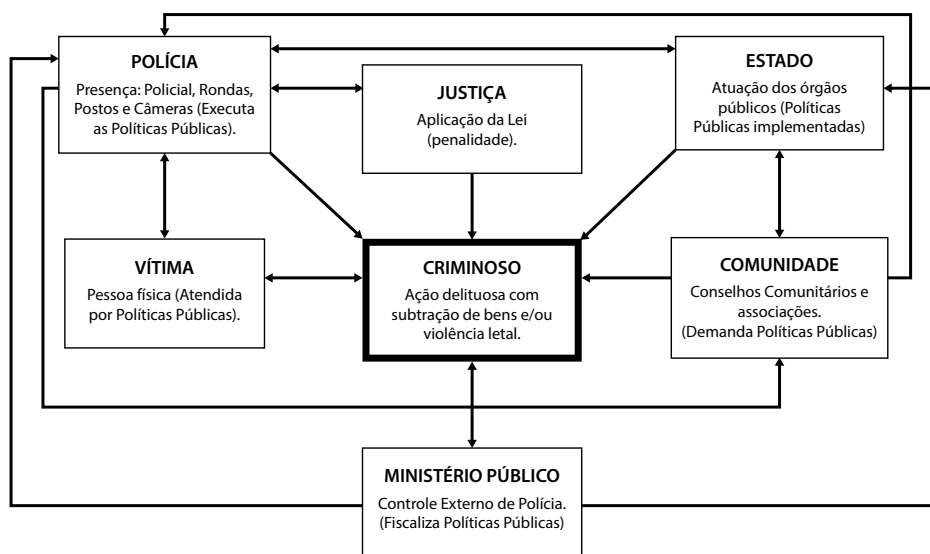 POLÍCIA
Presença: Policial, Rondas,
Postos e Câmeras (Executa
as Políticas Públicas).
JUSTIÇA
Aplicação da Lei
(penalidade).
ESTADO
Atuação dos órgãos
públicos (Políticas
Públicas implementadas)
VÍTIMA
Pessoa física (Atendida
por Políticas Públicas).
CRIMINOSO
Ação delituosa com
subtração de bens e/ou
violência letal.
COMUNIDADE
Conselhos Comunitários e
associações.
(Demanda Políticas Públicas)
MINISTÉRIO PÚBLICO
Controle Externo de Polícia.
(Fiscaliza Políticas Públicas)